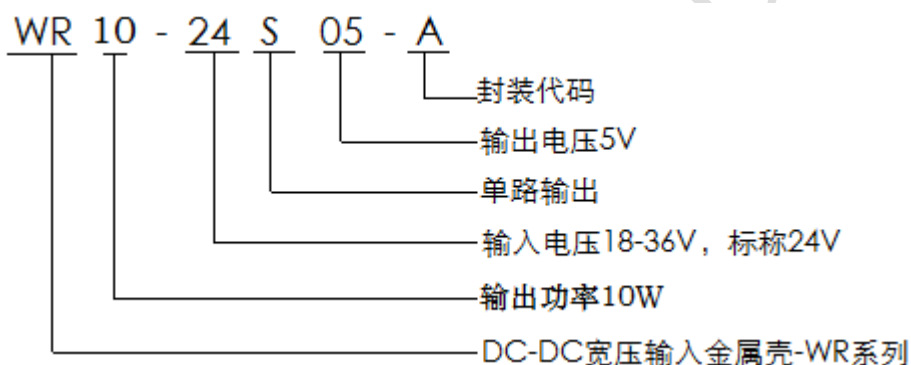 WR 10 - 24 S 05 - A
封装代码
输出电压5V
单路输出
输入电压18-36V，标称24V
输出功率10W
DC-DC宽压输入金属壳-WR系列